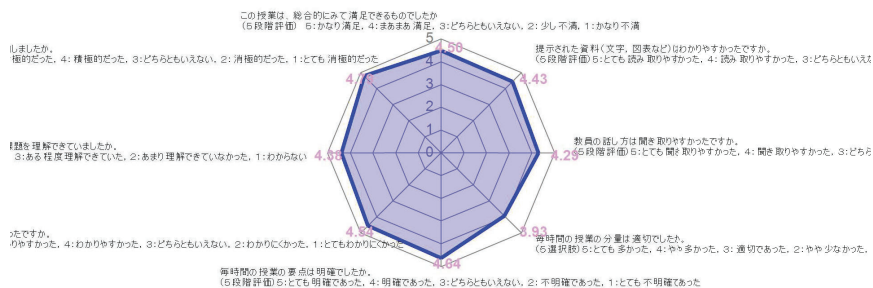 この授業は、総合的にみて満足できるものでしたか
(5段階評価) 5:かなり満足, 4:まあまあ満足, 3:どちらともいえない, 2:少し不満, 1:かなり不満
4.50
5
4
3
2
1
0
提示された資料(文字, 図表など)はわかりやすかったですか。
(5段階評価) 5:とても読み取りやすかった, 4:読み取りやすかった, 3:どちらともいえな
4.43
教員の話し方は聞き取りやすかったですか。
(5段階評価) 5:とても聞き取りやすかった, 4:聞き取りやすかった, 3:どちら
4.29
毎時間の授業の分量は適切でしたか。
(5選択肢) 5:とても多かった, 4:やや多かった, 3:適切であった, 2:やや少なかった,
3.93
4.64
毎時間の授業の要点は明確でしたか。
(5段階評価) 5:とても明確であった, 4:明確であった, 3:どちらともいえない, 2:不明確であった, 1:とても不明確であった
ったですか。
りやすかった, 4:わかりやすかった, 3:どちらともいえない, 2:わかりにくかった, 1:とてもわかりにくかった
題を理解できていましたか。
3:ある程度理解できていた, 2:あまり理解できていなかった, 1:わからない
4.38
しましたか。
極的だった, 4:積極的だった, 3:どちらともいえない, 2:消極的だった, 1:とても消極的だった